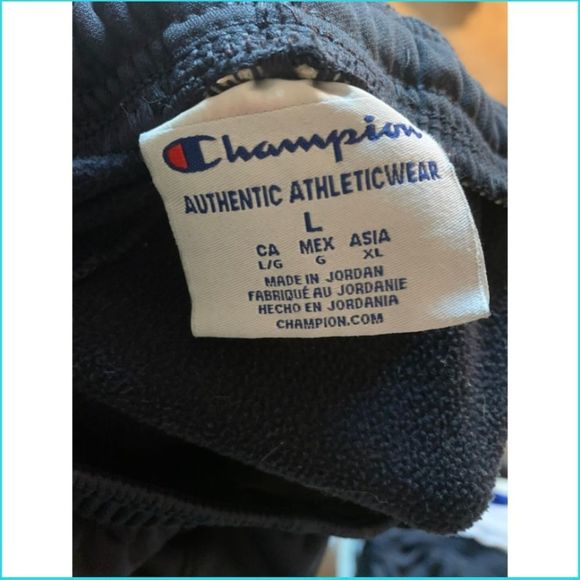 Champion
AUTHENTIC ATHLETICWEAR
L
CA MEX ASIA
L/G G XL
MADE IN JORDAN
FABRIQUÉ AU JORDANIE
HECHO EN JORDANIA
CHAMPION.COM